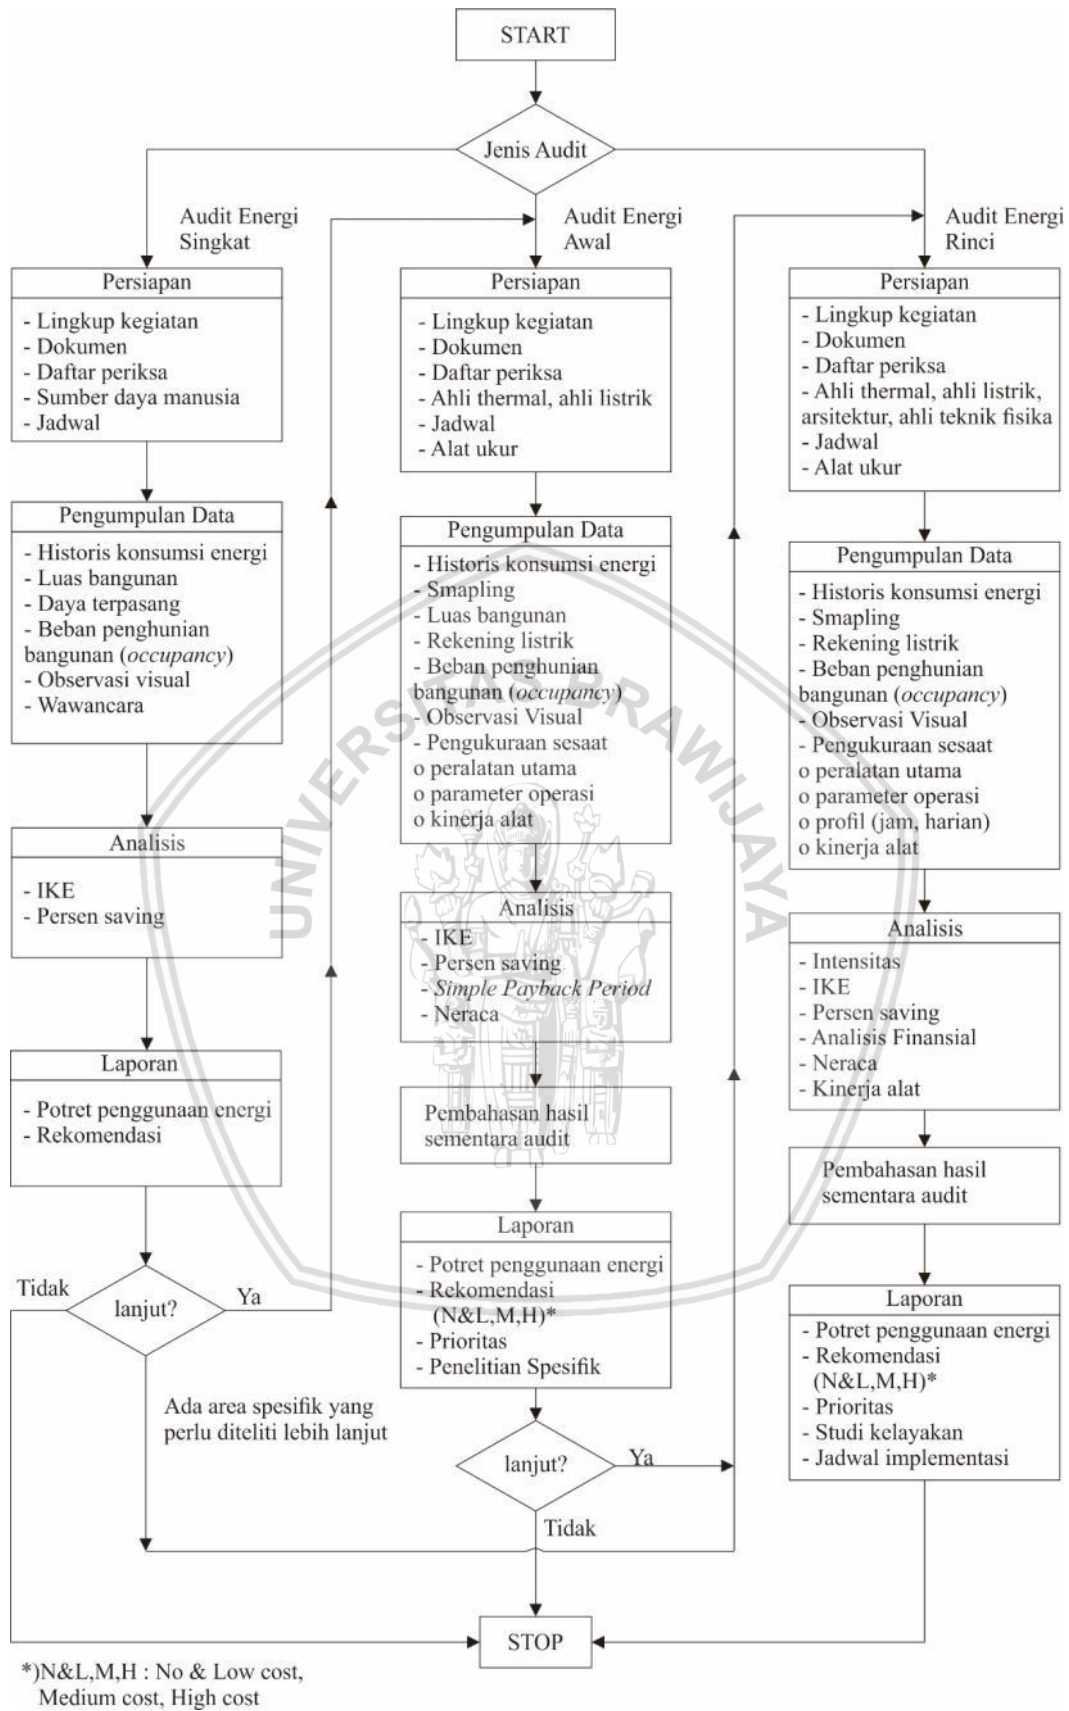 START
Jenis Audit
Audit Energi
Singkat
Persiapan
- Lingkup kegiatan
- Dokumen
- Daftar periksa
- Sumber daya manusia
- Jadwal
Pengumpulan Data
- Historis konsumsi energi
- Luas bangunan
- Daya terpasang
- Beban penghunian
bangunan (occupancy)
- Observasi visual
- Wawancara
Analisis
- IKE
- Persen saving
Laporan
- Potret penggunaan energi
- Rekomendasi
Tidak
lanjut?
Ya
Ada area spesifik yang
perlu diteliti lebih lanjut
Audit Energi
Awal
Persiapan
- Lingkup kegiatan
- Dokumen
- Daftar periksa
- Ahli thermal, ahli listrik
- Jadwal
- Alat ukur
Pengumpulan Data
- Historis konsumsi energi
- Smapling
- Luas bangunan
- Rekening listrik
- Beban penghunian
bangunan (occupancy)
- Observasi Visual
- Pengukuraan sesaat
o peralatan utama
o parameter operasi
o kinerja alat
Analisis
- IKE
- Persen saving
- Simple Payback Period
- Neraca
Pembahasan hasil
sementara audit
Laporan
- Potret penggunaan energi
- Rekomendasi
(N&L,M,H)*
- Prioritas
- Penelitian Spesifik
lanjut?
Ya
Tidak
Audit Energi
Rinci
Persiapan
- Lingkup kegiatan
- Dokumen
- Daftar periksa
- Ahli thermal, ahli listrik,
arsitektur, ahli teknik fisika
- Jadwal
- Alat ukur
Pengumpulan Data
- Historis konsumsi energi
- Smapling
- Rekening listrik
- Beban penghunian
bangunan (occupancy)
- Observasi Visual
- Pengukuraan sesaat
o peralatan utama
o parameter operasi
o profil (jam, harian)
o kinerja alat
Analisis
- Intensitas
- IKE
- Persen saving
- Analisis Finansial
- Neraca
- Kinerja alat
Pembahasan hasil
sementara audit
Laporan
- Potret penggunaan energi
- Rekomendasi
(N&L,M,H)*
- Prioritas
- Studi kelayakan
- Jadwal implementasi
STOP
*)N&L,M,H : No & Low cost,
Medium cost, High cost
UNIVERSITAS BRAWIJAYA